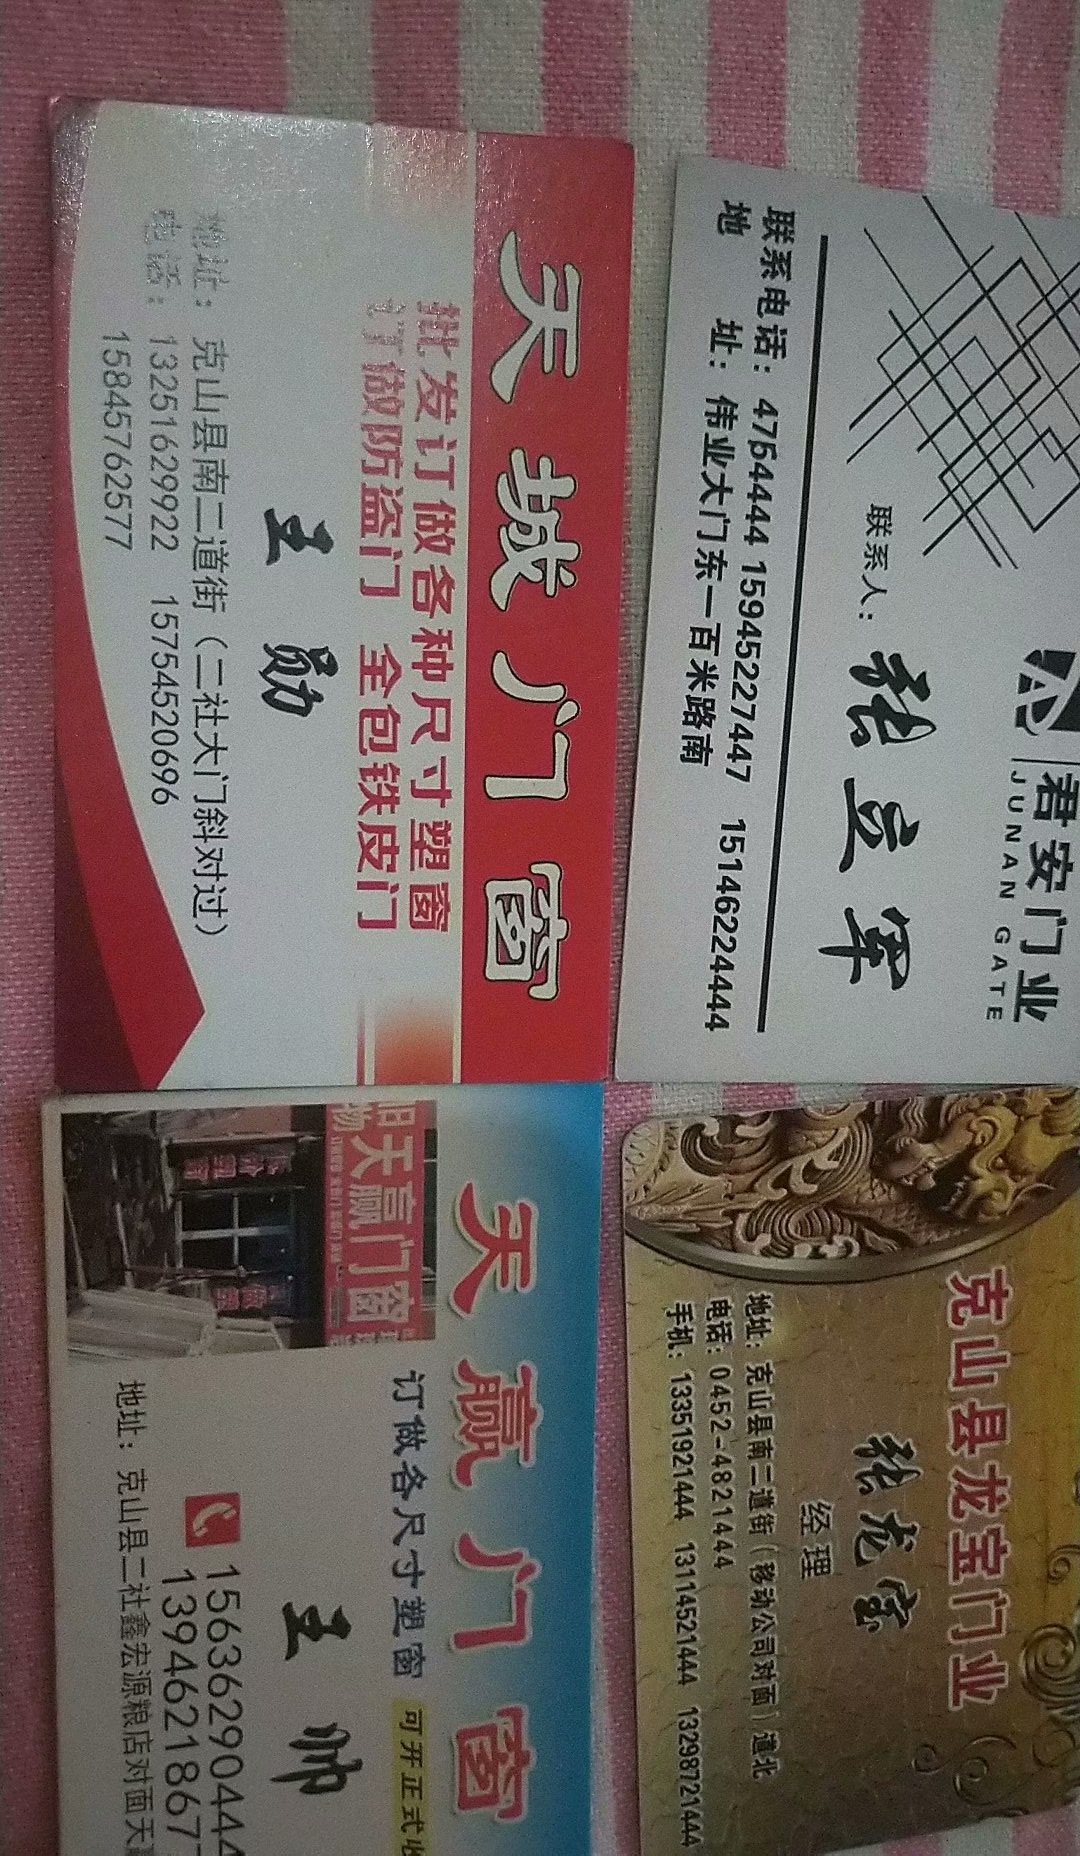 天城门窗
批发订做各种尺寸塑窗
订做防盗门 全包铁皮门
王勋
地址：克山县南二道街（二社大门斜对过）
电话：13251629922 15754520696
15845762577
君安门业
JUNAN GATE
联系人：张立军
联系电话：4754444 15945227447 15146224444
地 址：伟业大门东一百米路南
天赢门窗
订做各尺寸塑窗 可开正式
王帅
15636290444
1394621867
地址：克山县二社鑫宏源粮店对面天
天赢门窗
克山县龙宝门业
张龙宝
经理
地址：克山县南二道街（移动公司对面）道北
电话：0452-4821444
手机：13351921444 13114521444 13298721444